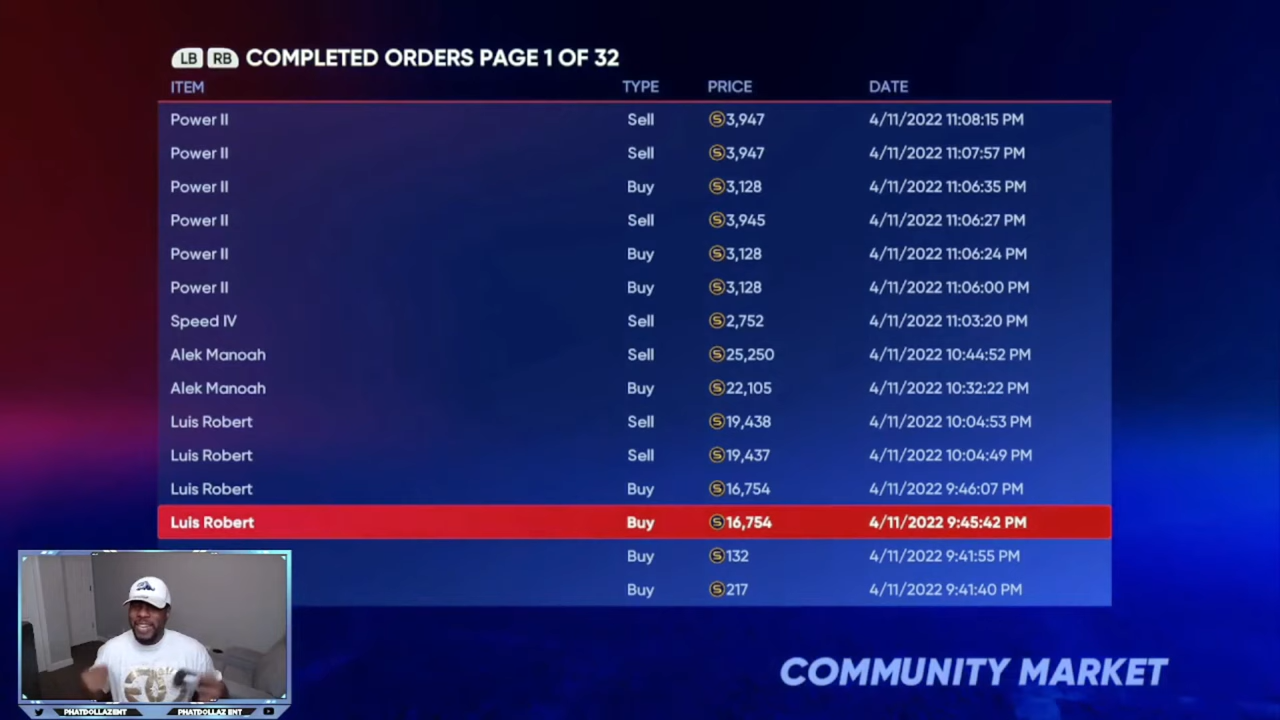 LB RB COMPLETED ORDERS PAGE 1 OF 32
ITEM TYPE PRICE DATE
Power II Sell S 3,947 4/11/2022 11:08:15 PM
Power II Sell S 3,947 4/11/2022 11:07:57 PM
Power II Buy S 3,128 4/11/2022 11:06:35 PM
Power II Sell S 3,945 4/11/2022 11:06:27 PM
Power II Buy S 3,128 4/11/2022 11:06:24 PM
Power II Buy S 3,128 4/11/2022 11:06:00 PM
Speed IV Sell S 2,752 4/11/2022 11:03:20 PM
Alek Manoah Sell S 25,250 4/11/2022 10:44:52 PM
Alek Manoah Buy S 22,105 4/11/2022 10:32:22 PM
Luis Robert Sell S 19,438 4/11/2022 10:04:53 PM
Luis Robert Sell S 19,437 4/11/2022 10:04:49 PM
Luis Robert Buy S 16,754 4/11/2022 9:46:07 PM
Luis Robert Buy S 16,754 4/11/2022 9:45:42 PM
Buy S 132 4/11/2022 9:41:55 PM
Buy S 217 4/11/2022 9:41:40 PM
COMMUNITY MARKET
PHATDOLLAZENT PHATDOLLAZ ENT